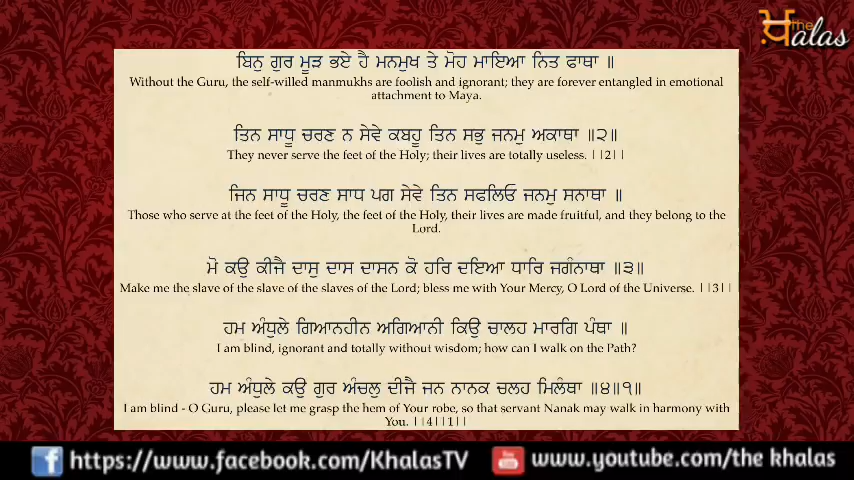 the
ਖ਼alas
ਬਿਨੁ ਗੁਰ ਮੂੜ ਭਏ ਹੈ ਮਨਮੁਖ ਤੇ ਮੋਹ ਮਾਇਆ ਨਿਤ ਫਾਥਾ ॥
Without the Guru, the self-willed manmukhs are foolish and ignorant; they are forever entangled in emotional
attachment to Maya.
ਤਿਨ ਸਾਧੂ ਚਰਣ ਨ ਸੇਵੇ ਕਬਹੂ ਤਿਨ ਸਭੁ ਜਨਮੁ ਅਕਾਥਾ ॥੨॥
They never serve the feet of the Holy; their lives are totally useless. ||2||
ਜਿਨ ਸਾਧੂ ਚਰਣ ਸਾਧ ਪਗ ਸੇਵੇ ਤਿਨ ਸਫਲਿਓ ਜਨਮੁ ਸਨਾਥਾ ॥
Those who serve at the feet of the Holy, the feet of the Holy, their lives are made fruitful, and they belong to the
Lord.
ਮੋ ਕਉ ਕੀਜੈ ਦਾਸੁ ਦਾਸ ਦਾਸਨ ਕੋ ਹਰਿ ਦਇਆ ਧਾਰਿ ਜਗੰਨਾਥਾ ॥੩॥
Make me the slave of the slave of the slaves of the Lord; bless me with Your Mercy, O Lord of the Universe. ||3||
ਹਮ ਅੰਧੁਲੇ ਗਿਆਨਹੀਨ ਅਗਿਆਨੀ ਕਿਉ ਚਾਲਹ ਮਾਰਗਿ ਪੰਥਾ ॥
I am blind, ignorant and totally without wisdom; how can I walk on the Path?
ਹਮ ਅੰਧੁਲੇ ਕਉ ਗੁਰ ਅੰਚਲੁ ਦੀਜੈ ਜਨ ਨਾਨਕ ਚਲਹ ਮਿਲੰਥਾ ॥੪॥੧॥
I am blind - O Guru, please let me grasp the hem of Your robe, so that servant Nanak may walk in harmony with
You. ||4||1||
https://www.facebook.com/KhalasTV
www.youtube.com/the khalas